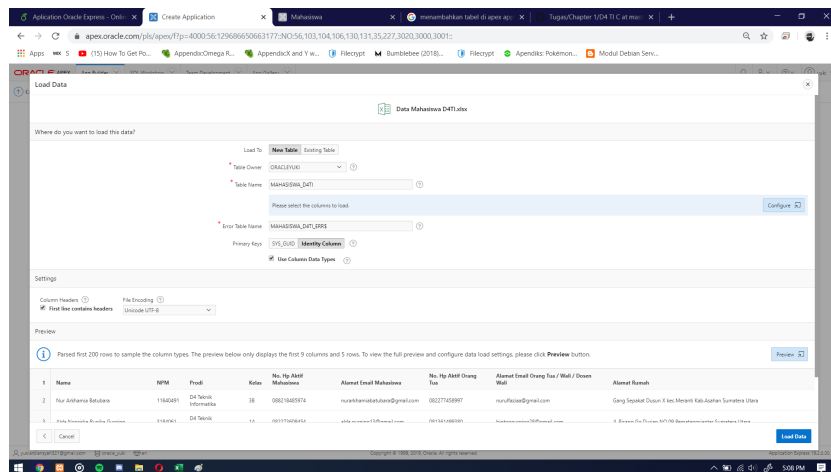 Aplication Oracle Express - Onlin
Create Application
Mahasiswa
menambahkan tabel di apex app
Tugas/Chapter 1/D4 TI C at mast
apex.oracle.com/pls/apex/f?p=4000:56:129686650663177::NO:56,103,104,106,130,131,35,227,3020,3000,3001::
Apps
(15) How To Get Po...
Appendix:Omega R...
Appendix:X and Y w...
Filecrypt
Bumblebee (2018)...
Filecrypt
Apendiks: Pokémon...
Modul Debian Serv...
Load Data
Data Mahasiswa D4TI.xlsx
Where do you want to load this data?
Load To New Table Existing Table
* Table Owner ORACLEYUKI
* Table Name MAHASISWA_D4TI
Please select the columns to load. Configure
* Error Table Name MAHASISWA_D4TI_ERR$
Primary Keys SYS_GUID Identity Column
Use Column Data Types
Settings
Column Headers File Encoding
First line contains headers Unicode UTF-8
Preview
Parsed first 200 rows to sample the column types. The preview below only displays the first 9 columns and 5 rows. To view the full preview and configure data load settings, please click Preview button. Preview
1 Nama NPM Prodi Kelas No. Hp Aktif Mahasiswa Alamat Email Mahasiswa No. Hp Aktif Orang Tua Alamat Email Orang Tua / Wali / Dosen Wali Alamat Rumah
2 Nur Arkhamia Batubara 11640491 D4 Teknik Informatika 3B 088218485974 nurarkhamiabatubara@gmail.com 082277458997 Gang Sepakat Dusun X kec.Meranti Kab.Asahan Sumatera Utara
D4 Teknik
Cancel
Load Data
Copyright © 1999, 2019, Oracle. All rights reserved.
5:08 PM